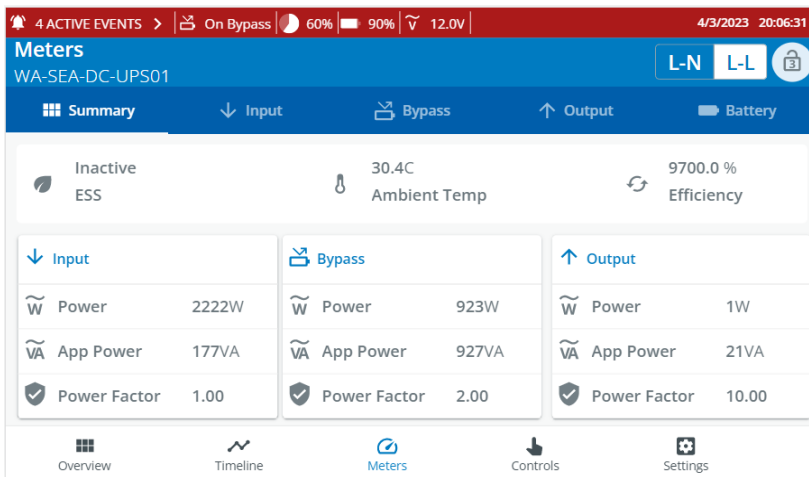 4 ACTIVE EVENTS > On Bypass 60% 90% V 12.0V 4/3/2023 20:06:31
Meters
WA-SEA-DC-UPS01
L-N L-L 3
Summary Input Bypass Output Battery
Inactive
ESS
30.4C
Ambient Temp
9700.0 %
Efficiency
Input
W Power 2222W
VA App Power 177VA
Power Factor 1.00
Bypass
W Power 923W
VA App Power 927VA
Power Factor 2.00
Output
W Power 1W
VA App Power 21VA
Power Factor 10.00
Overview Timeline Meters Controls Settings